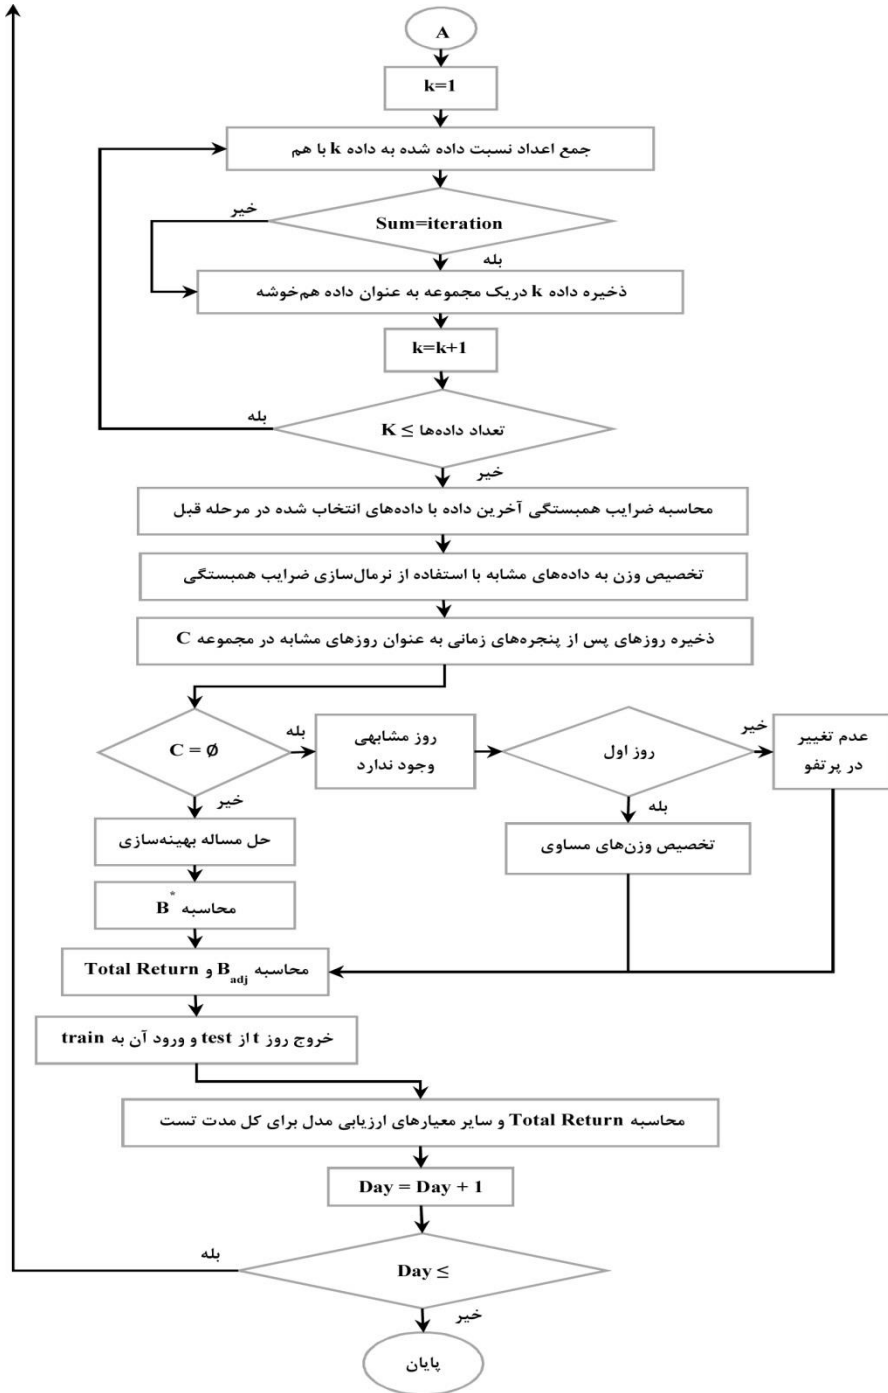 A
k=1
جمع اعداد نسبت داده شده به داده k با هم
خیر
Sum=iteration
بله
ذخیره داده k دریک مجموعه به عنوان داده هم‌خوشه
k=k+1
بله
تعداد داده‌ها ≥ K
خیر
محاسبه ضرایب همبستگی آخرین داده با داده‌های انتخاب شده در مرحله قبل
تخصیص وزن به داده‌های مشابه با استفاده از نرمال‌سازی ضرایب همبستگی
ذخیره روزهای پس از پنجره‌های زمانی به عنوان روزهای مشابه در مجموعه C
C = ∅
بله
روز مشابهی
وجود ندارد
روز اول
خیر
عدم تغییر
در پرتفو
خیر
بله
حل مساله بهینه‌سازی
تخصیص وزن‌های مساوی
محاسبه B*
محاسبه B_adj و Total Return
خروج روز t از test و ورود آن به train
محاسبه Total Return و سایر معیارهای ارزیابی مدل برای کل مدت تست
Day = Day + 1
بله
Day ≤
خیر
پایان